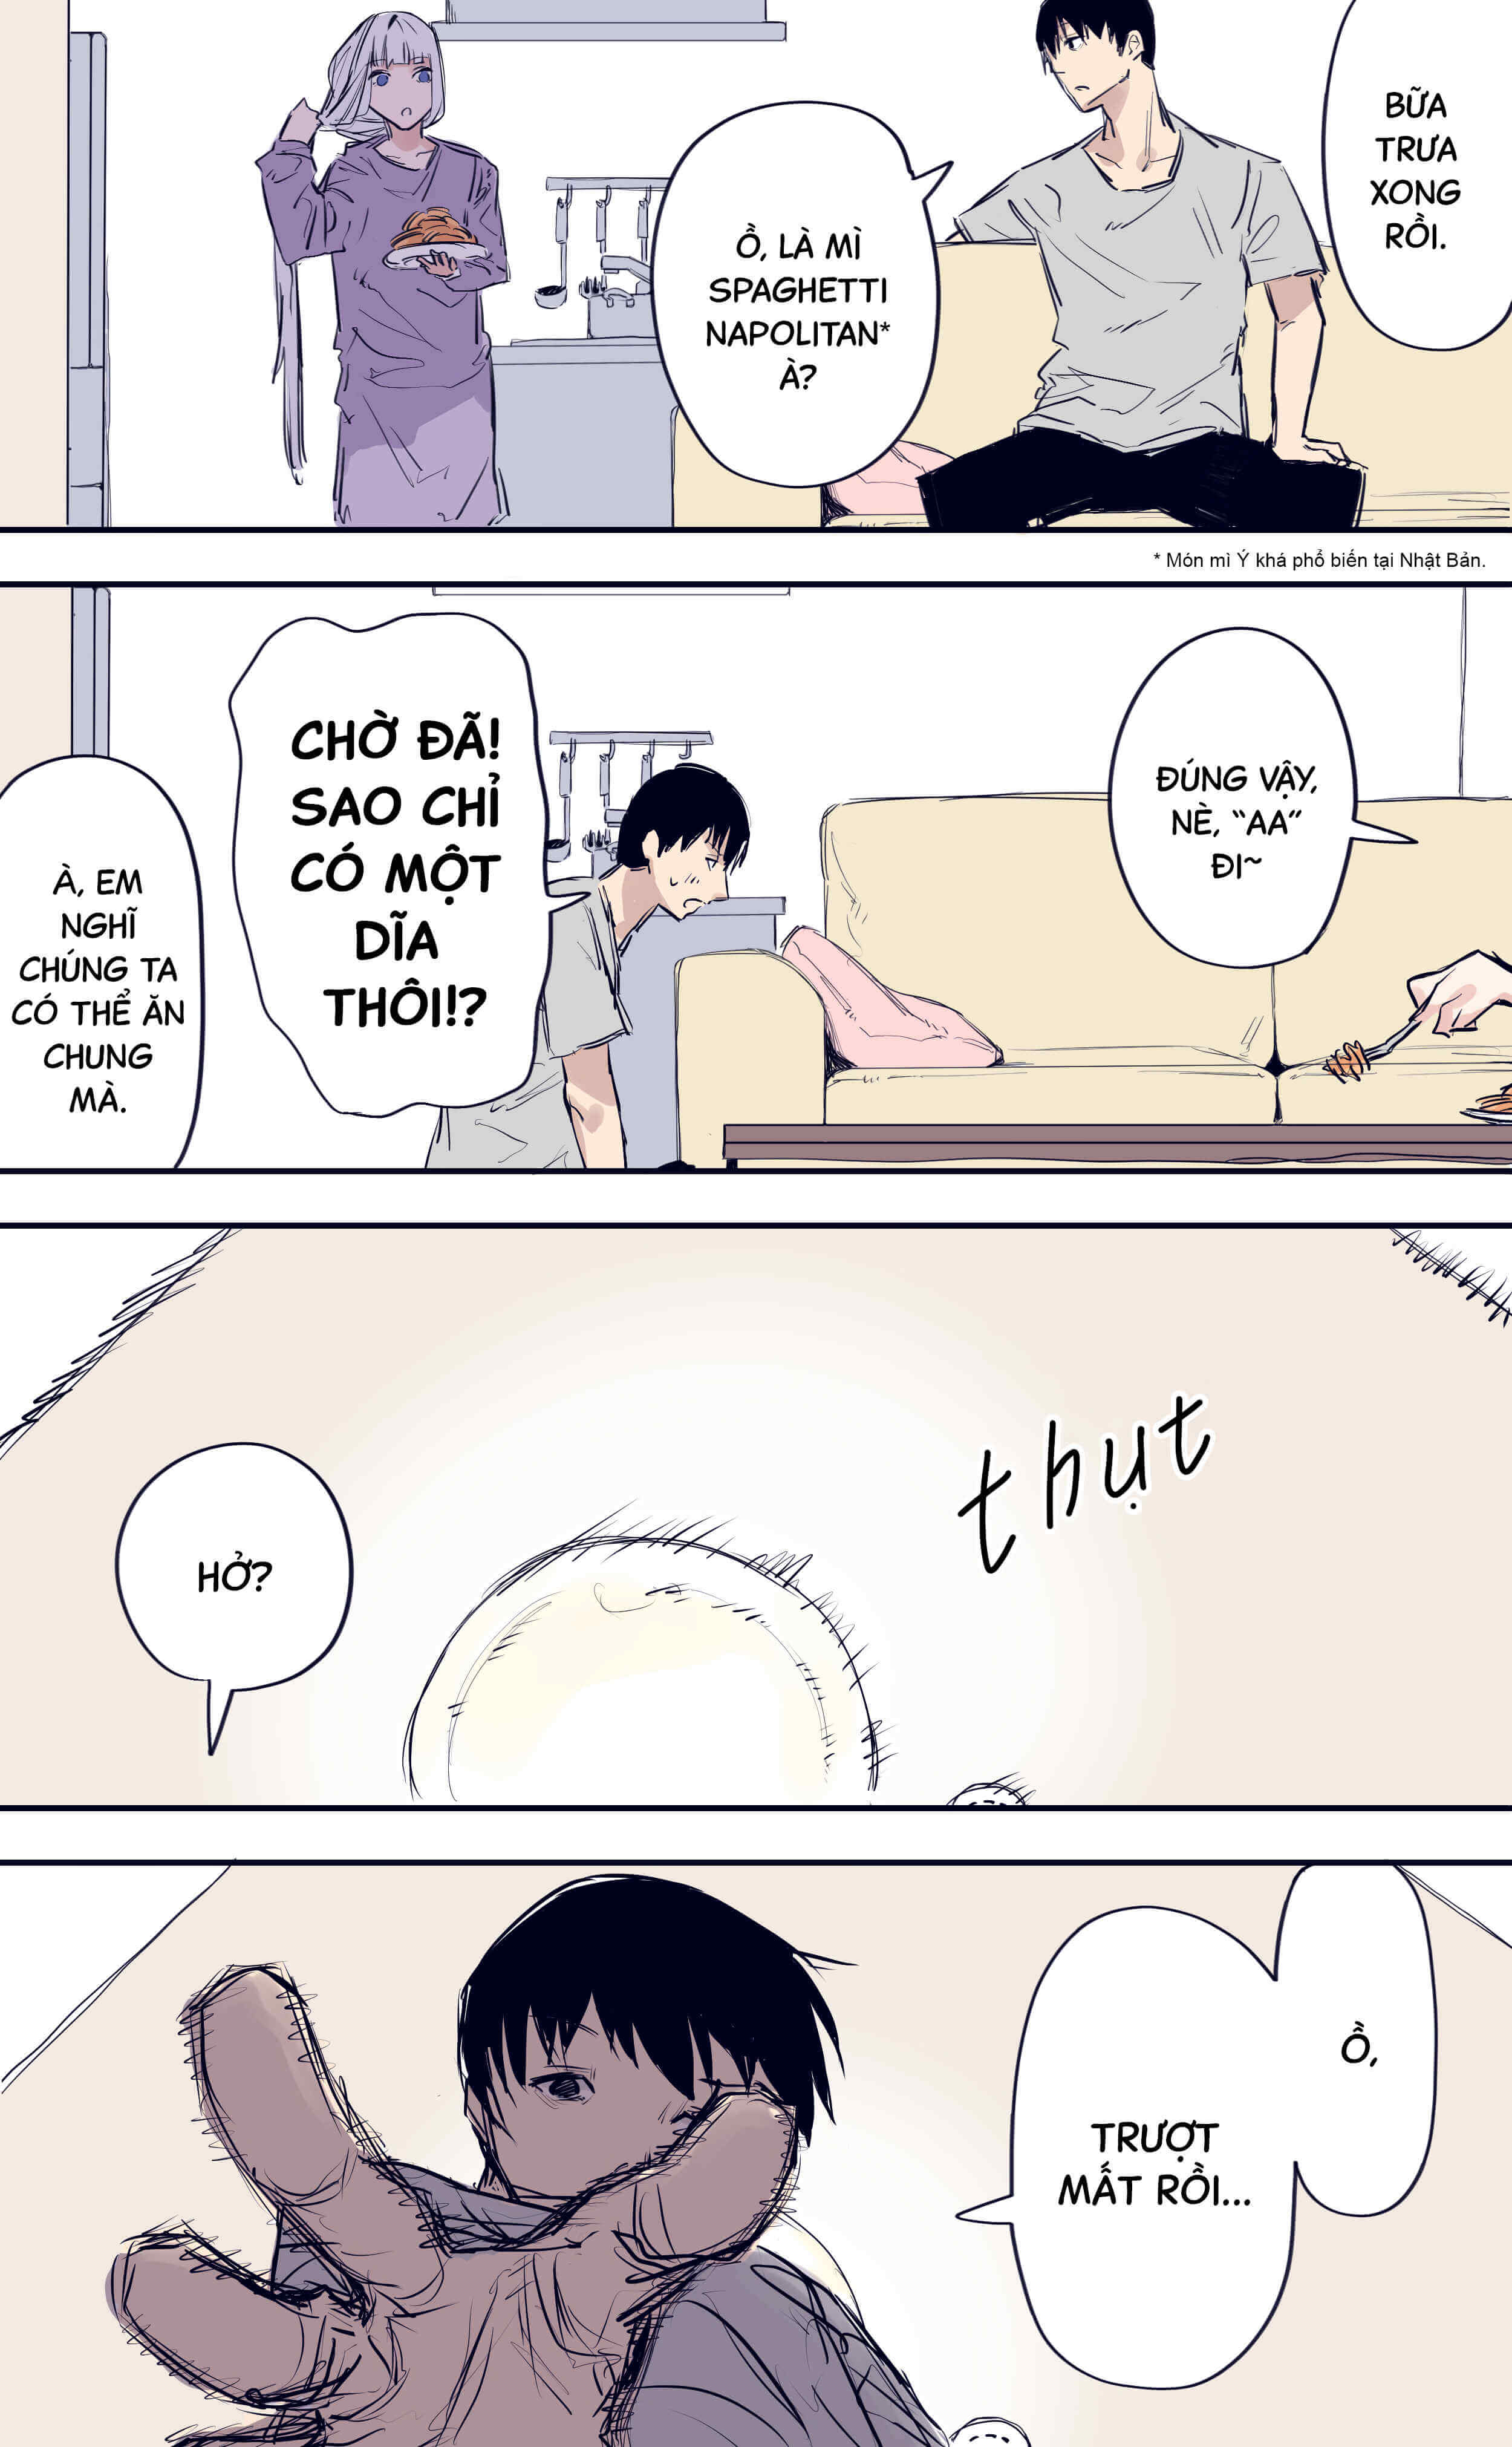 BỮA
TRƯA
XONG
RỒI.
Ồ, LÀ MÌ
SPAGHETTI
NAPOLITAN*
À?
* Món mì Ý khá phổ biến tại Nhật Bản.
ĐÚNG VẬY,
NÈ, “AA”
ĐI~
CHỜ ĐÃ!
SAO CHỈ
CÓ MỘT
DĨA
THÔI!?
À, EM
NGHĨ
CHÚNG TA
CÓ THỂ ĂN
CHUNG
MÀ.
thụt
HỞ?
Ồ,
TRƯỢT
MẤT RỒI...